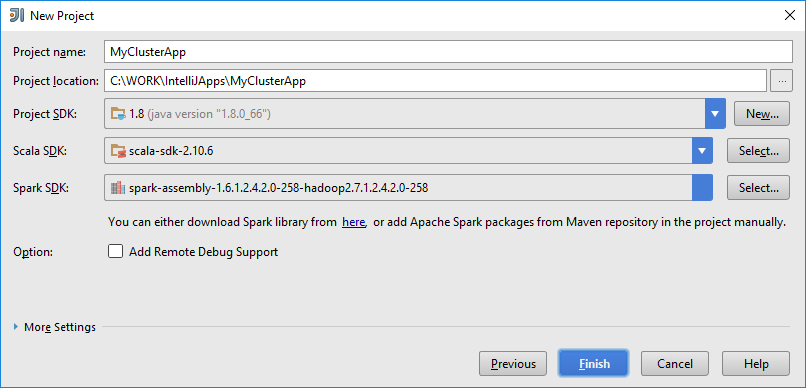 New Project
Project name: MyClusterApp
Project location: C:\WORK\IntelliJApps\MyClusterApp ...
Project SDK: 1.8 (java version "1.8.0_66") New...
Scala SDK: scala-sdk-2.10.6 Select...
Spark SDK: spark-assembly-1.6.1.2.4.2.0-258-hadoop2.7.1.2.4.2.0-258 Select...
You can either download Spark library from here, or add Apache Spark packages from Maven repository in the project manually.
Option: Add Remote Debug Support
More Settings
Previous Finish Cancel Help